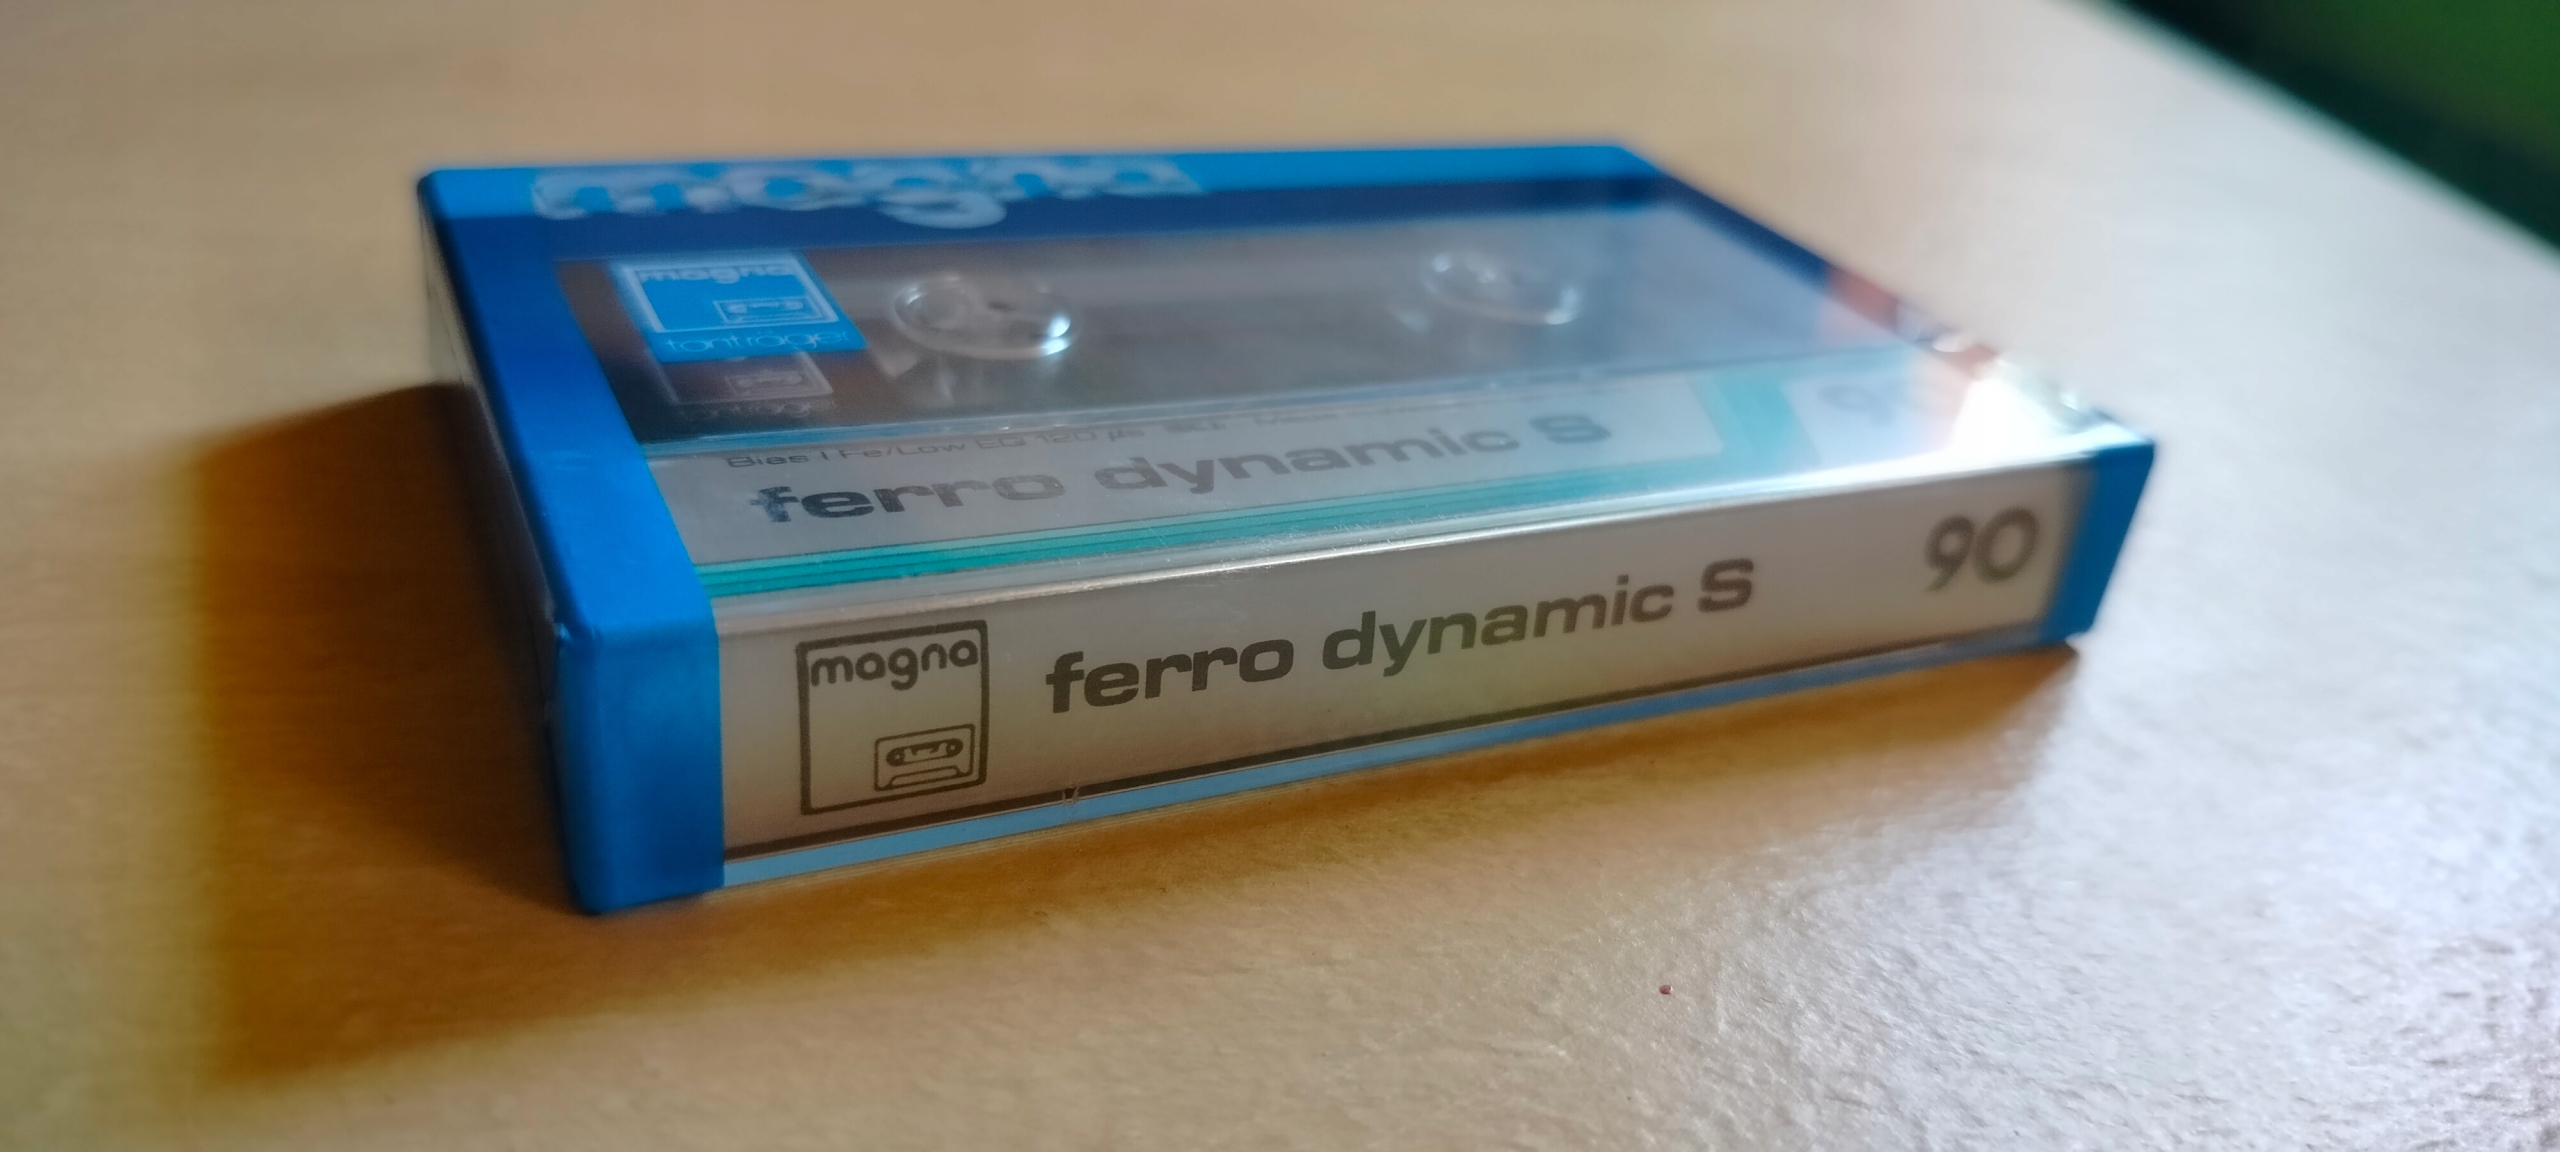 magna
magna
tonträger
Bias I Fe/Low EQ 120 µs
ferro dynamic S
magna
ferro dynamic S
90